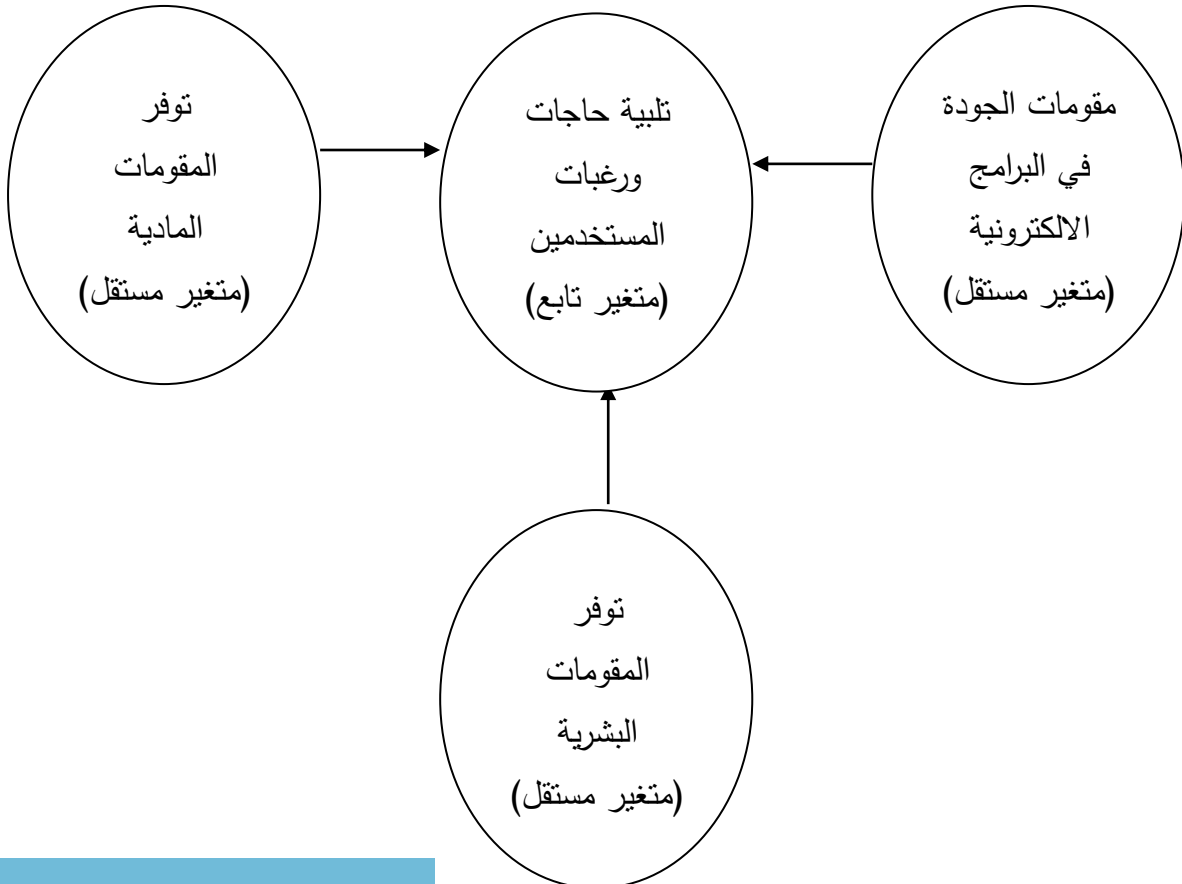 مقومات الجودة
في البرامج
الالكترونية
(متغير مستقل)
تلبية حاجات
ورغبات
المستخدمين
(متغير تابع)
توفر
المقومات
المادية
(متغير مستقل)
توفر
المقومات
البشرية
(متغير مستقل)